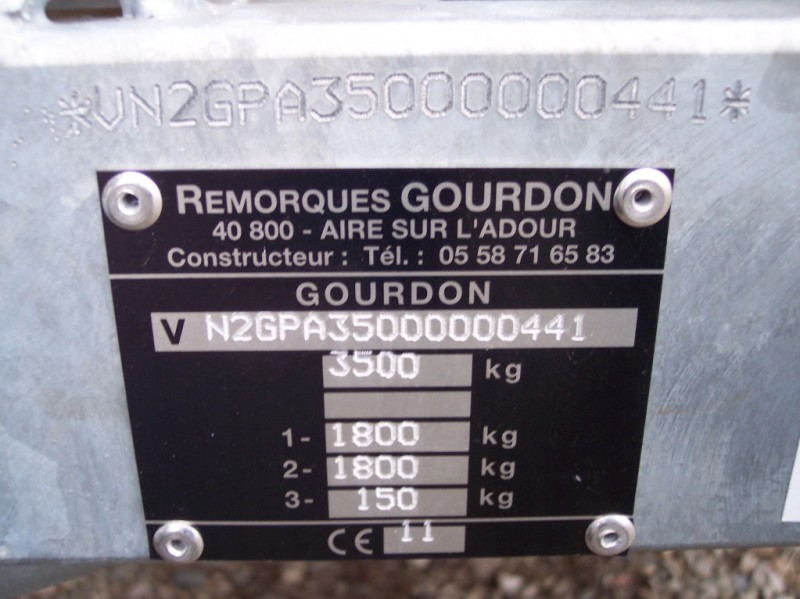 *VN2GPA35000000441*
REMORQUES GOURDON
40 800 - AIRE SUR L'ADOUR
Constructeur : Tél. : 05 58 71 65 83
GOURDON
V N2GPA35000000441
3500 kg
1- 1800 kg
2- 1800 kg
3- 150 kg
CE 11